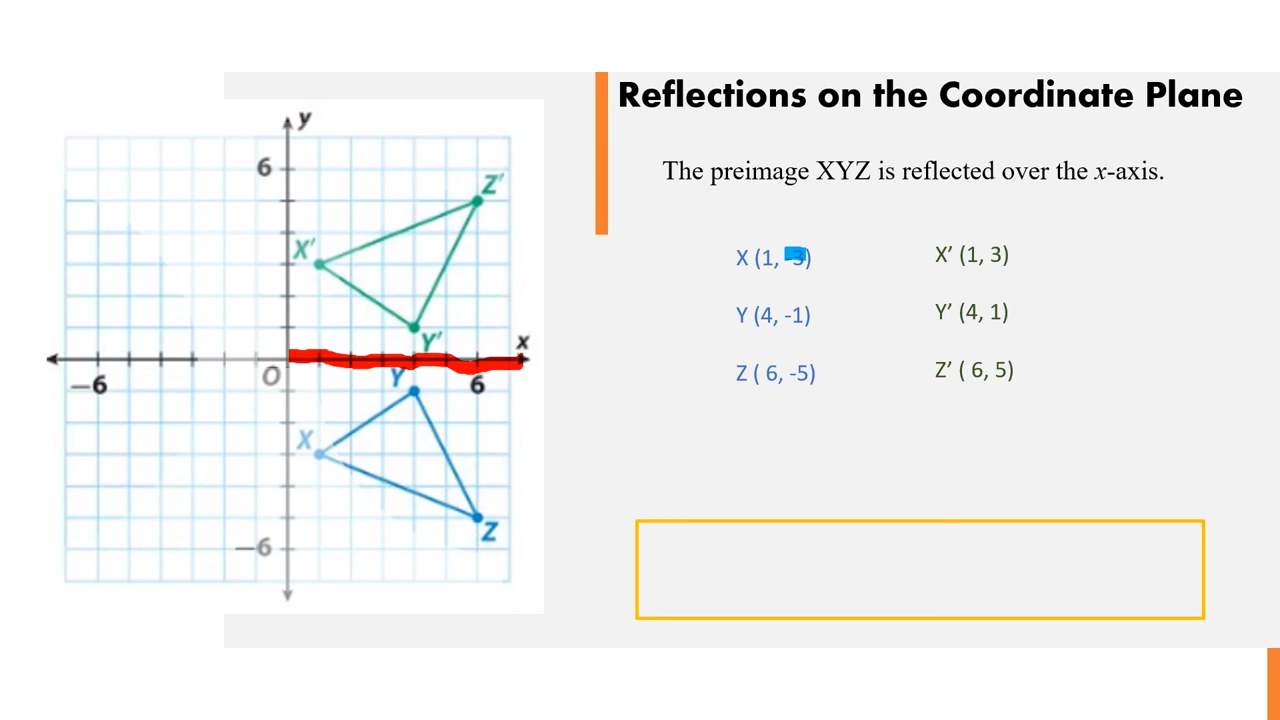 Reflections on the Coordinate Plane
The preimage XYZ is reflected over the x-axis.
X (1, -3) X’ (1, 3)
Y (4, -1) Y’ (4, 1)
Z ( 6, -5) Z’ ( 6, 5)
y
6
Z'
X'
Y'
x
−6 O Y 6
X
Z
−6